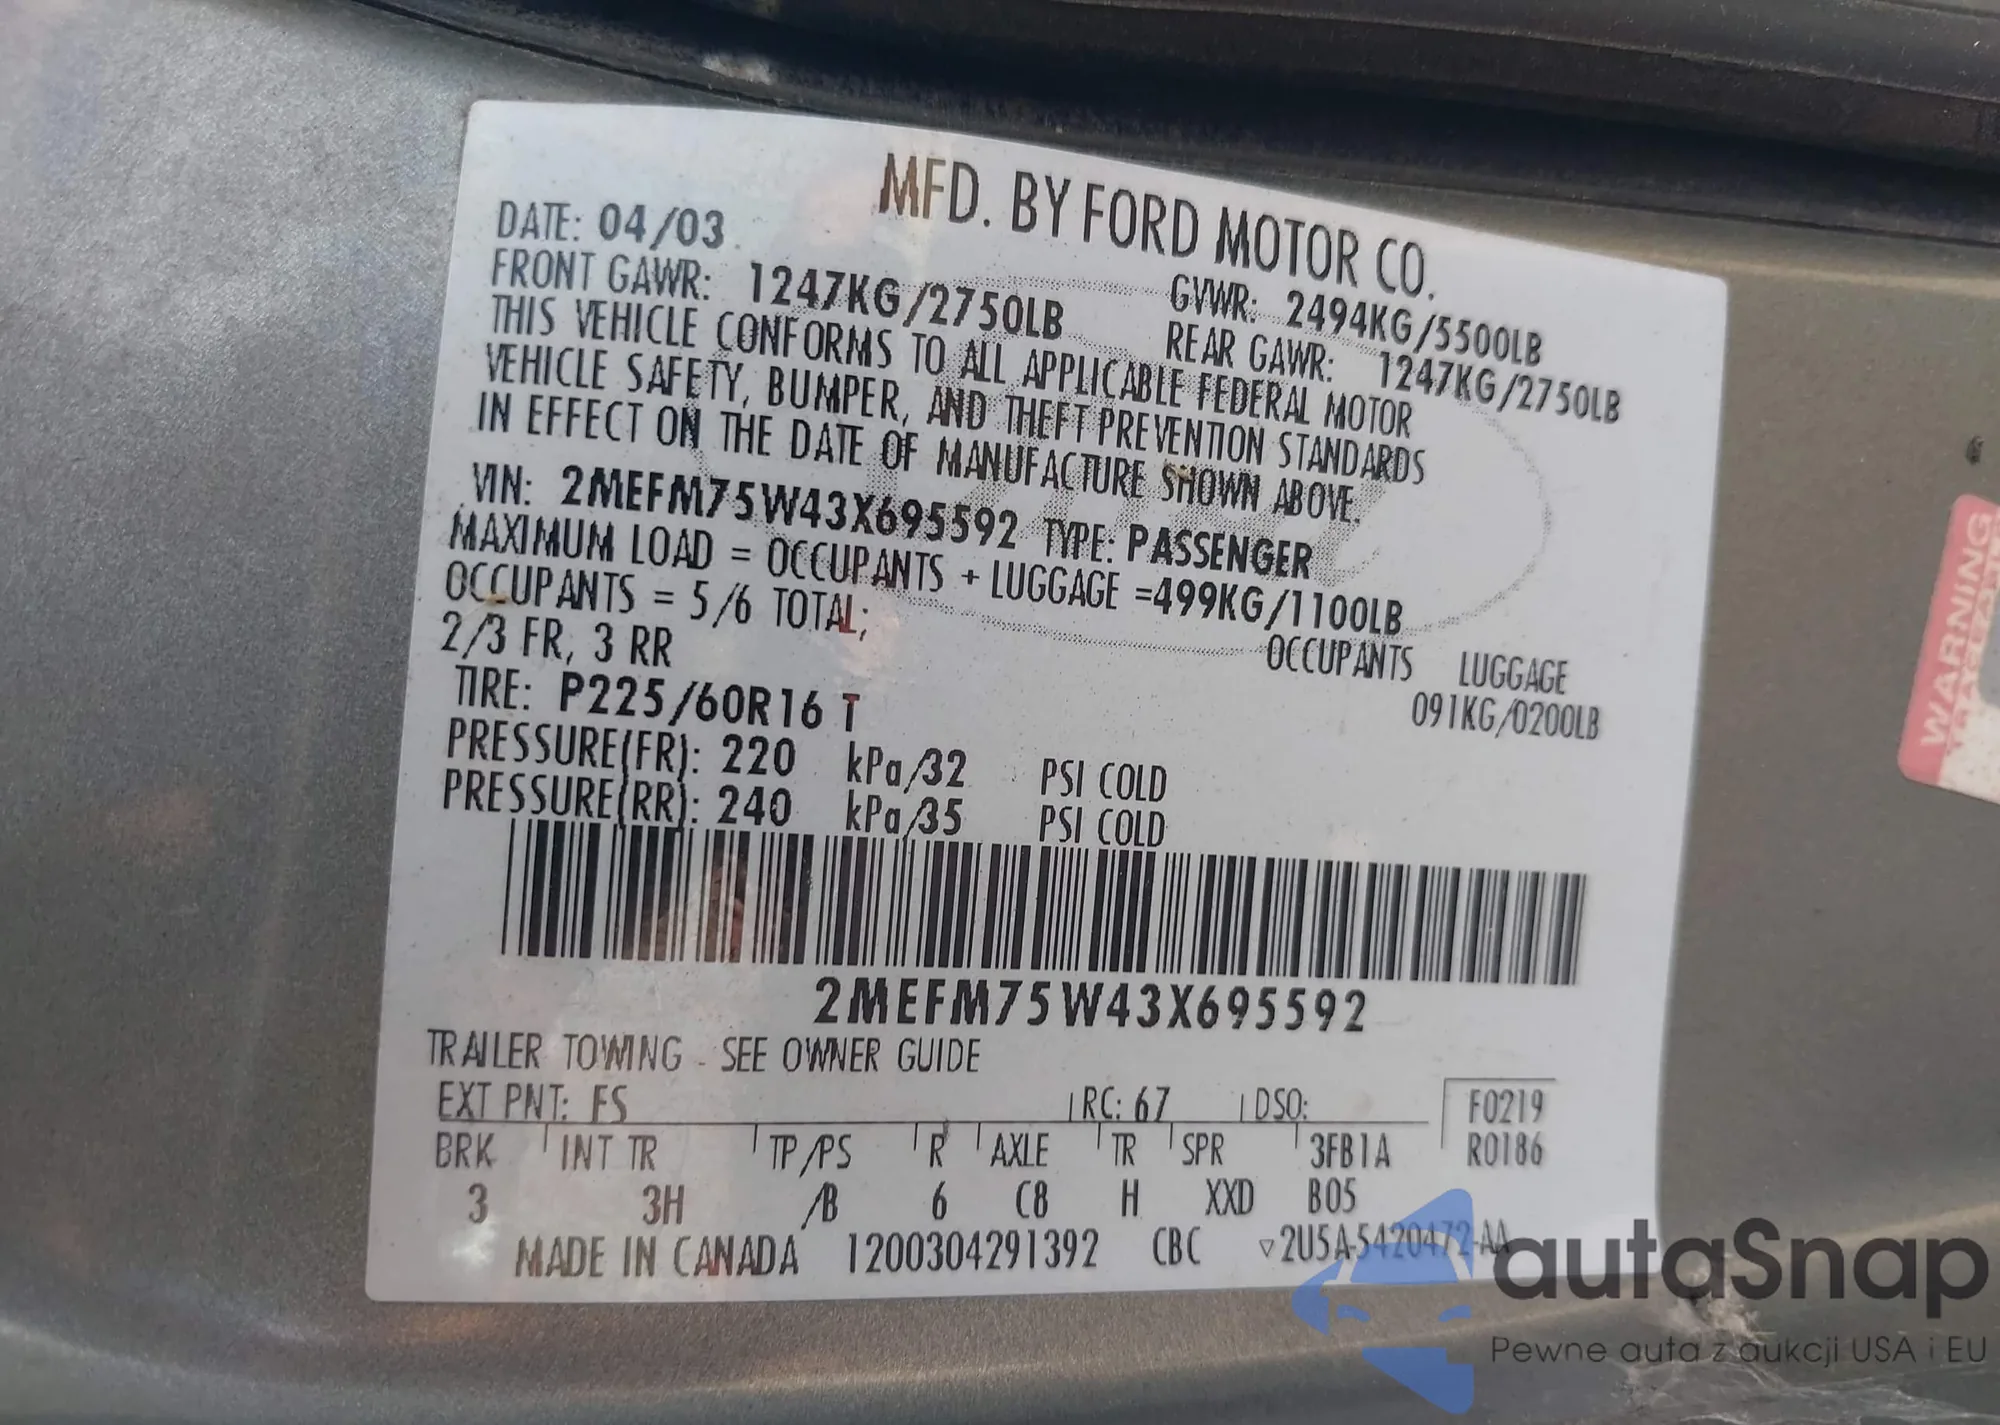 MFD. BY FORD MOTOR CO.
DATE: 04/03
GVWR: 2494KG/5500LB
FRONT GAWR: 1247KG/2750LB
REAR GAWR: 1247KG/2750LB
THIS VEHICLE CONFORMS TO ALL APPLICABLE FEDERAL MOTOR
VEHICLE SAFETY, BUMPER, AND THEFT PREVENTION STANDARDS
IN EFFECT ON THE DATE OF MANUFACTURE SHOWN ABOVE.
VIN: 2MEFM75W43X695592 TYPE: PASSENGER
MAXIMUM LOAD = OCCUPANTS + LUGGAGE =499KG/1100LB
OCCUPANTS = 5/6 TOTAL; OCCUPANTS LUGGAGE
2/3 FR, 3 RR 091KG/0200LB
TIRE: P225/60R16 T
PRESSURE(FR): 220 kPa/32 PSI COLD
PRESSURE(RR): 240 kPa/35 PSI COLD
2MEFM75W43X695592
TRAILER TOWING - SEE OWNER GUIDE
EXT PNT: FS RC: 67 DSO: F0219
BRK INT TR TP/PS R AXLE TR SPR 3FB1A R0186
3 3H /B 6 C8 H XXD B05
MADE IN CANADA 1200304291392 CBC ▽2U5A-5420472-AA
WARNING
autaSnap
Pewne auta z aukcji USA i EU